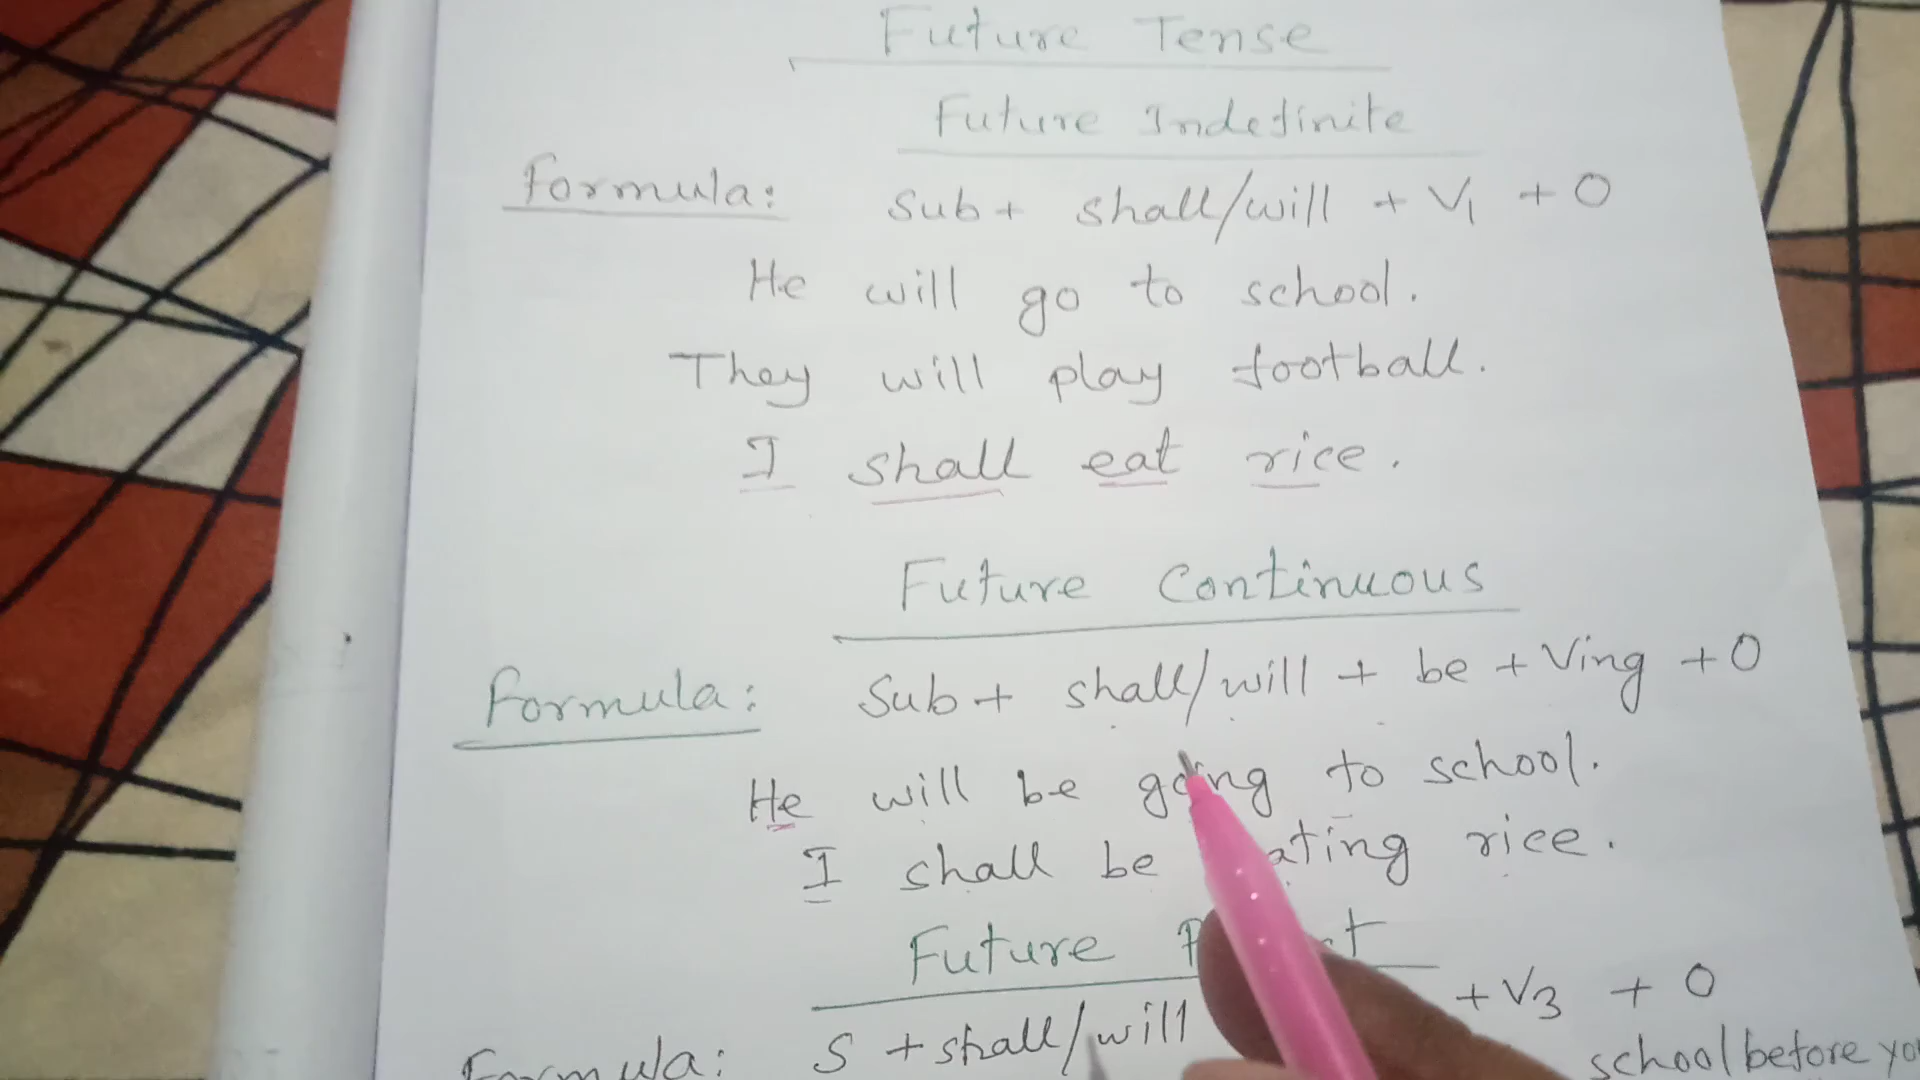 Future Tense
Future Indefinite
Formula: Sub + shall/will + V1 + O
He will go to school.
They will play football.
I shall eat rice.
Future Continuous
Formula: Sub + shall/will + be + Ving + O
He will be going to school.
I shall be rice.
Future
Formula: S + shall/will + V3 + O
school before